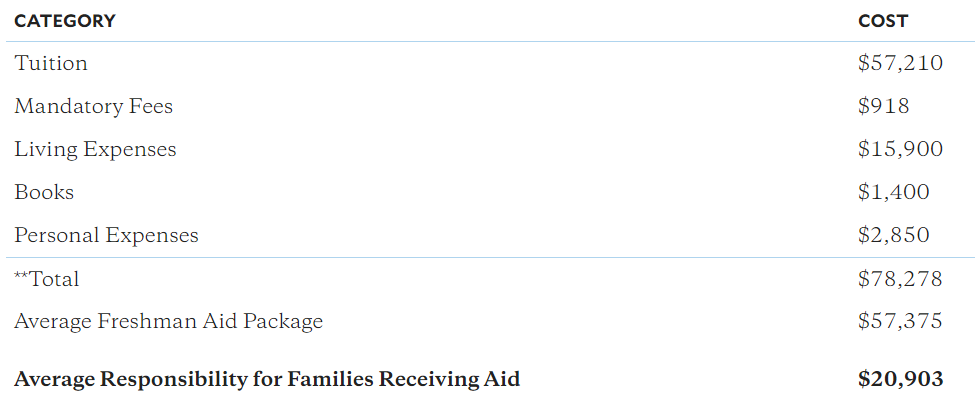 CATEGORY COST
Tuition $57,210
Mandatory Fees $918
Living Expenses $15,900
Books $1,400
Personal Expenses $2,850
**Total $78,278
Average Freshman Aid Package $57,375
Average Responsibility for Families Receiving Aid $20,903